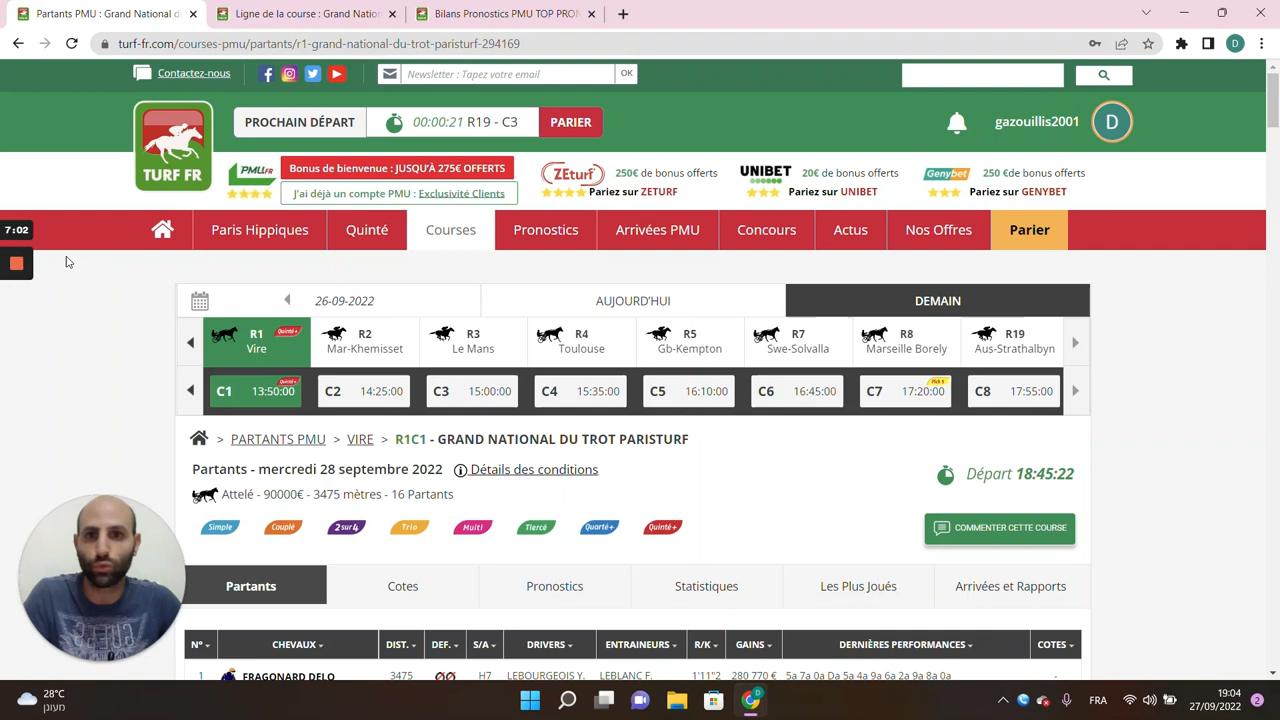 Partants PMU : Grand National d
Ligne de la course : Grand Nation
Bilans Pronostics PMU TOP PRON
turf-fr.com/courses-pmu/partants/r1-grand-national-du-trot-paristurf-294169
D
Contactez-nous
Newsletter : Tapez votre email
OK
TURF FR
PROCHAIN DÉPART
00:00:21 R19 - C3
PARIER
gazouillis2001
D
PMU.FR
Bonus de bienvenue : JUSQU'À 275€ OFFERTS
J'ai déjà un compte PMU : Exclusivité Clients
ZEturf
250€ de bonus offerts
Pariez sur ZETURF
UNIBET
20€ de bonus offerts
Pariez sur UNIBET
Genybet
250 €de bonus offerts
Pariez sur GENYBET
7:02
Paris Hippiques
Quinté
Courses
Pronostics
Arrivées PMU
Concours
Actus
Nos Offres
Parier
26-09-2022
AUJOURD'HUI
DEMAIN
R1 Quinté+
Vire
R2
Mar-Khemisset
R3
Le Mans
R4
Toulouse
R5
Gb-Kempton
R7
Swe-Solvalla
R8
Marseille Borely
R19
Aus-Strathalbyn
C1 13:50:00 Quinté+
C2 14:25:00
C3 15:00:00
C4 15:35:00
C5 16:10:00
C6 16:45:00
C7 17:20:00 Pick 5
C8 17:55:00
> PARTANTS PMU > VIRE > R1C1 - GRAND NATIONAL DU TROT PARISTURF
Partants - mercredi 28 septembre 2022 Détails des conditions
Départ 18:45:22
Attelé - 90000€ - 3475 mètres - 16 Partants
Simple Couplé 2sur4 Trio Multi Tiercé Quarté+ Quinté+
COMMENTER CETTE COURSE
Partants Cotes Pronostics Statistiques Les Plus Joués Arrivées et Rapports
N° CHEVAUX DIST. DEF. S/A DRIVERS ENTRAINEURS R/K GAINS DERNIÈRES PERFORMANCES COTES
1 FRAGONARD DELO 3475 H7 LEBOURGEOIS Y. LEBLANC F. 1'11"2 280 770 € 5a 7a 0a Da 5a 4a 9a 6a 2a 9a 8a 0a -
28°C
מעונן
D
FRA
19:04
27/09/2022
2